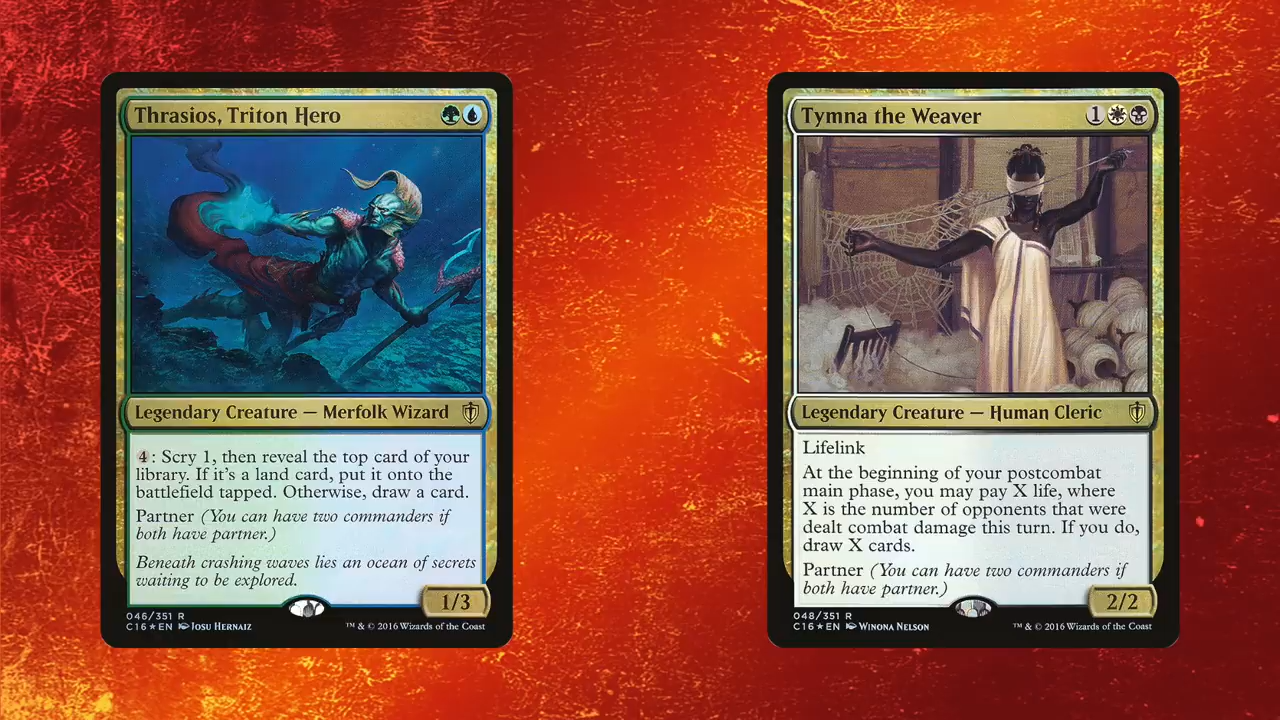 Thrasios, Triton Hero
Legendary Creature — Merfolk Wizard
4: Scry 1, then reveal the top card of your
library. If it's a land card, put it onto the
battlefield tapped. Otherwise, draw a card.
Partner (You can have two commanders if
both have partner.)
Beneath crashing waves lies an ocean of secrets
waiting to be explored.
1/3
046/351 R
C16★EN Josu Hernaiz
™ & © 2016 Wizards of the Coast
Tymna the Weaver
1
Legendary Creature — Human Cleric
Lifelink
At the beginning of your postcombat
main phase, you may pay X life, where
X is the number of opponents that were
dealt combat damage this turn. If you do,
draw X cards.
Partner (You can have two commanders if
both have partner.)
2/2
048/351 R
C16★EN Winona Nelson
™ & © 2016 Wizards of the Coast